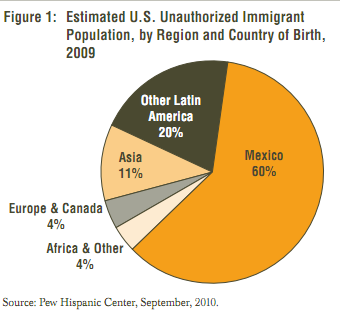 Figure 1: Estimated U.S. Unauthorized Immigrant
Population, by Region and Country of Birth,
2009
Other Latin
America
20%
Mexico
60%
Asia
11%
Europe & Canada
4%
Africa & Other
4%
Source: Pew Hispanic Center, September, 2010.